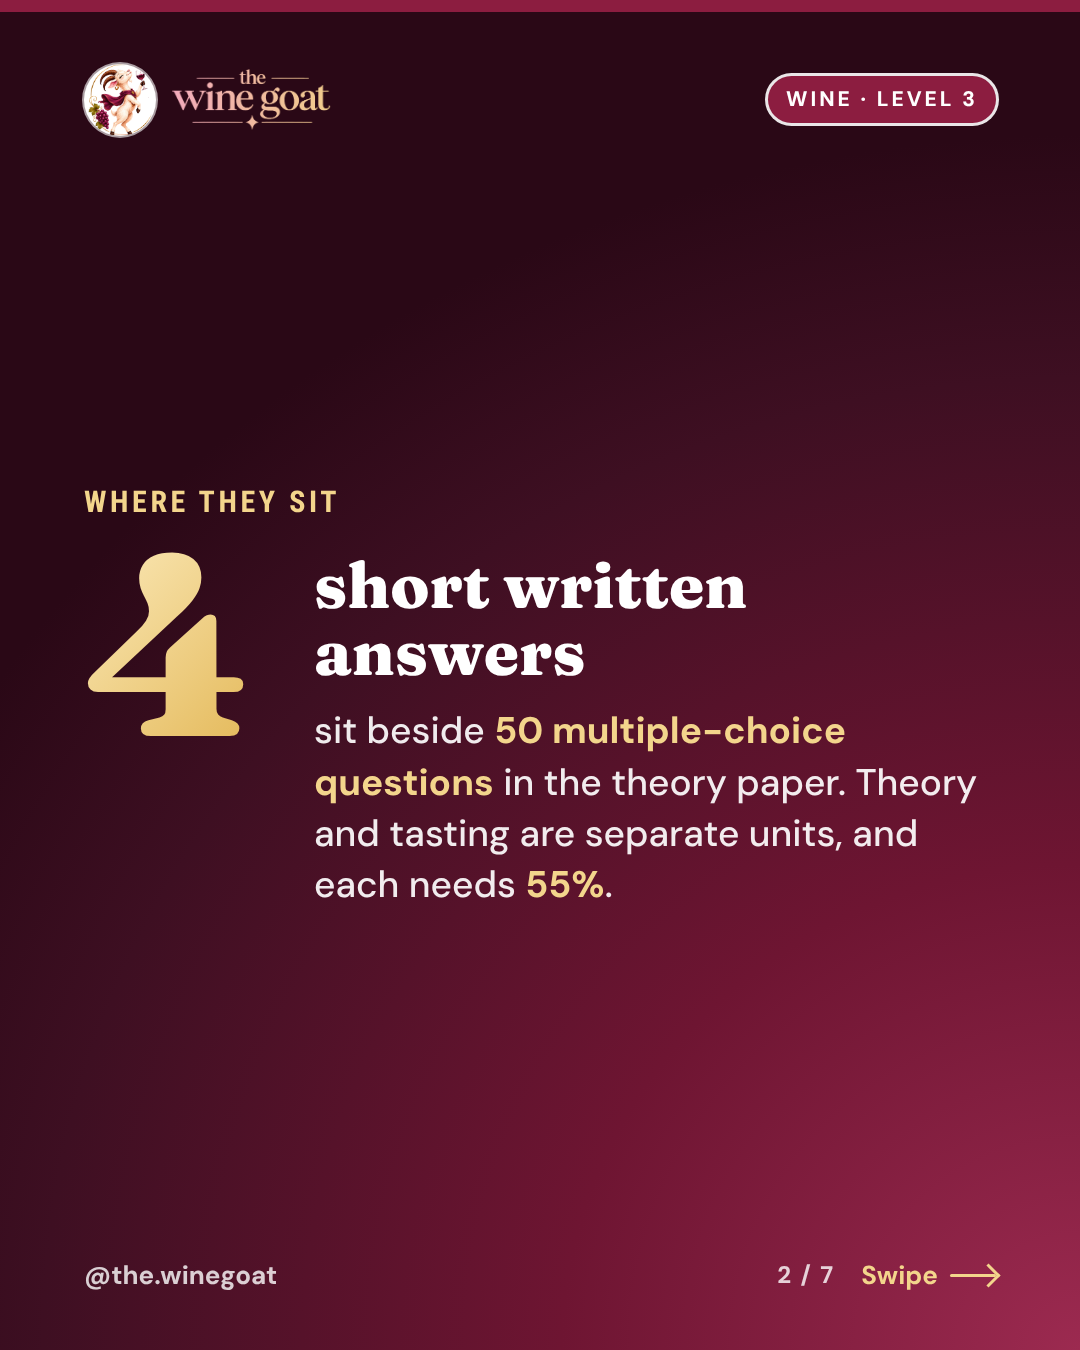 the
wine goat
WINE · LEVEL 3
WHERE THEY SIT
4
short written
answers
sit beside 50 multiple-choice
questions in the theory paper. Theory
and tasting are separate units, and
each needs 55%.
@the.winegoat
2 / 7
Swipe